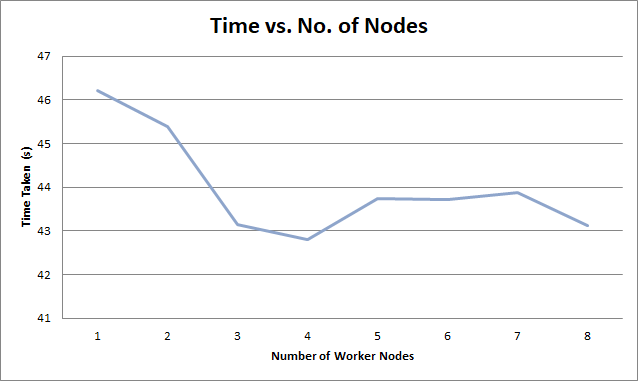 Time vs. No. of Nodes
47
46
45
44
43
42
41
Time Taken (s)
1 2 3 4 5 6 7 8
Number of Worker Nodes